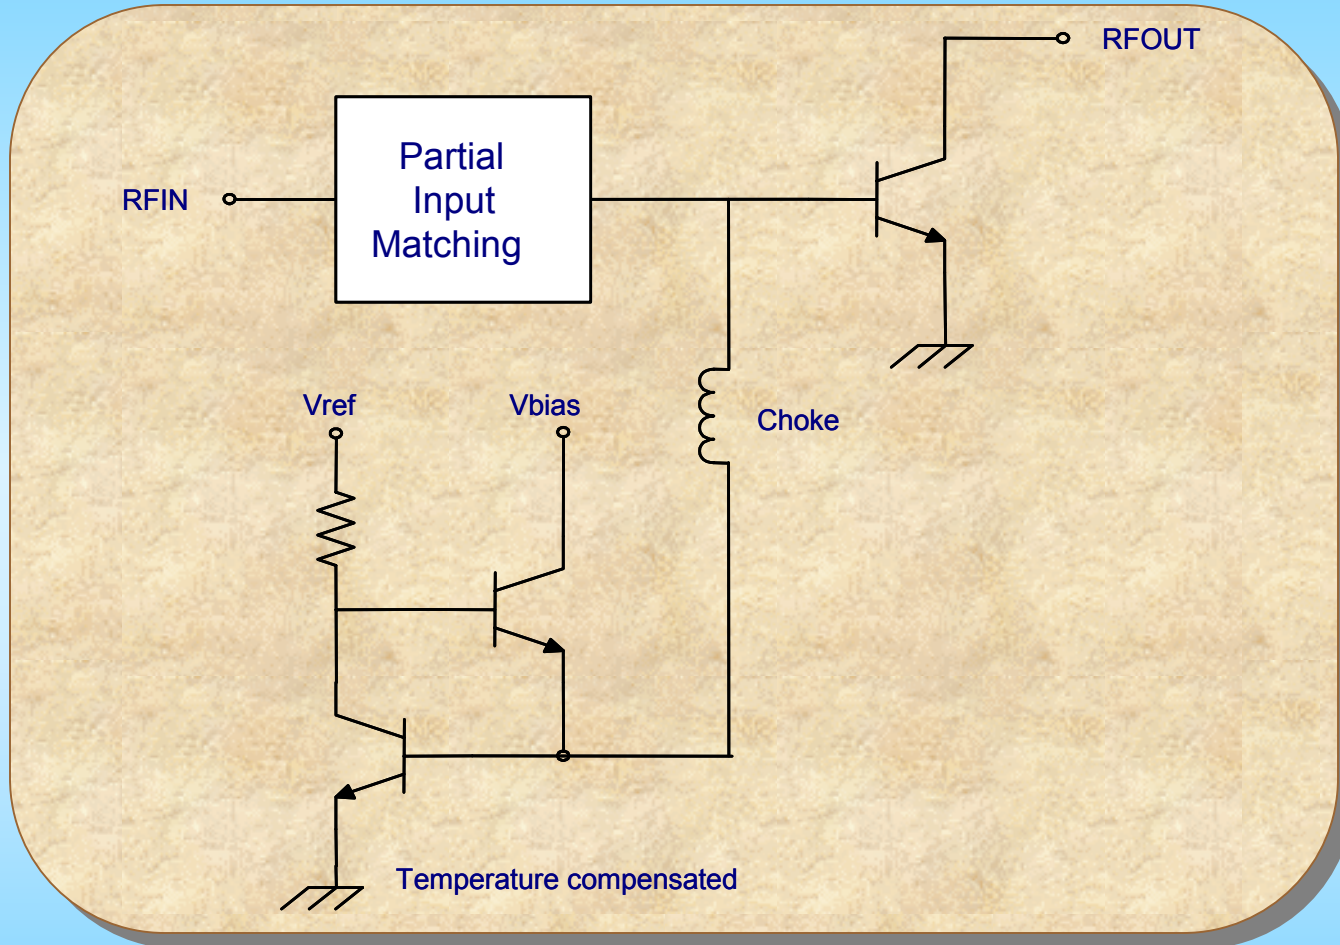 RFOUT
Partial
Input
Matching
RFIN
Vref
Vbias
Choke
Temperature compensated